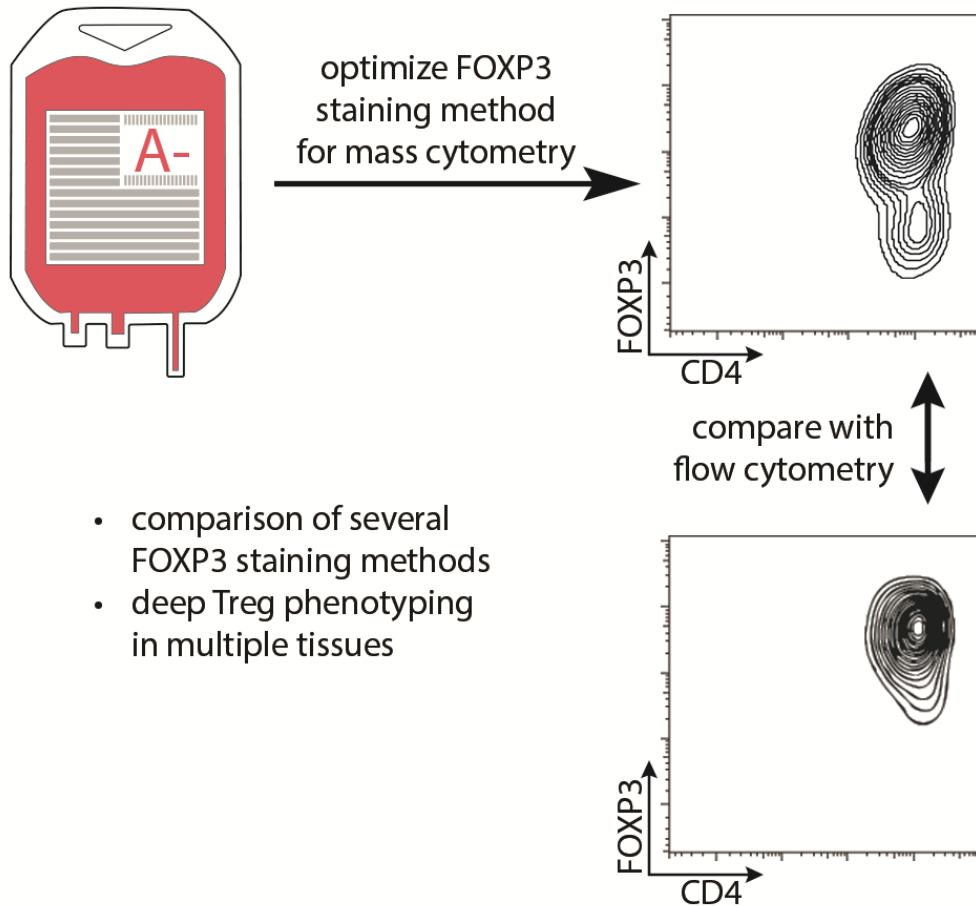 optimize FOXP3
staining method
for mass cytometry
A-
FOXP3
CD4
compare with
flow cytometry
• comparison of several
FOXP3 staining methods
• deep Treg phenotyping
in multiple tissues
FOXP3
CD4